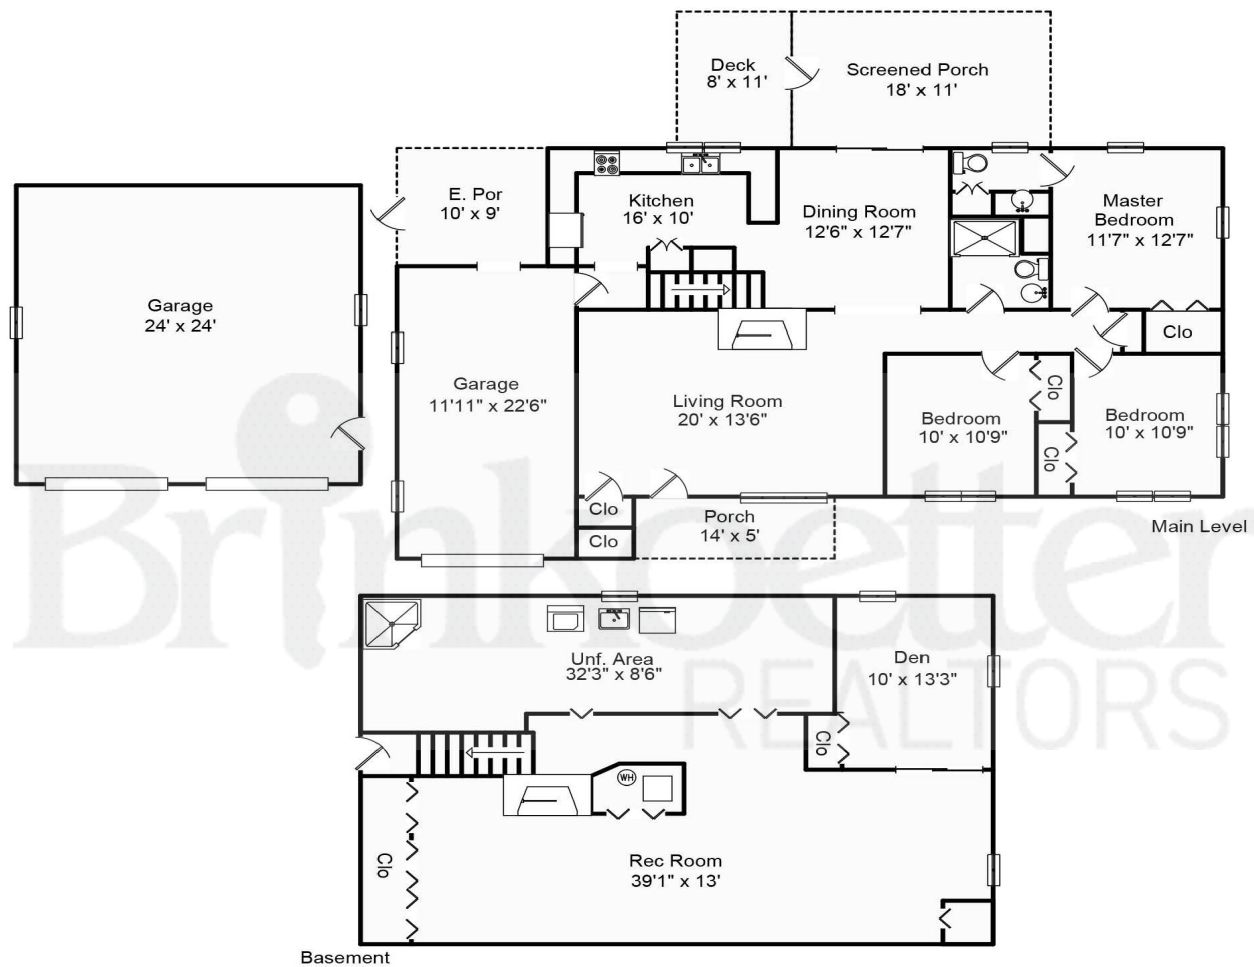 Deck
8' x 11'
Screened Porch
18' x 11'
E. Por
10' x 9'
Kitchen
16' x 10'
Dining Room
12'6" x 12'7"
Master
Bedroom
11'7" x 12'7"
Garage
24' x 24'
Clo
Garage
11'11" x 22'6"
Living Room
20' x 13'6"
Bedroom
10' x 10'9"
Clo
Clo
Bedroom
10' x 10'9"
Clo
Clo
Porch
14' x 5'
Main Level
Brinkoetter
REALTORS
Unf. Area
32'3" x 8'6"
Den
10' x 13'3"
Clo
WH
Clo
Rec Room
39'1" x 13'
Basement